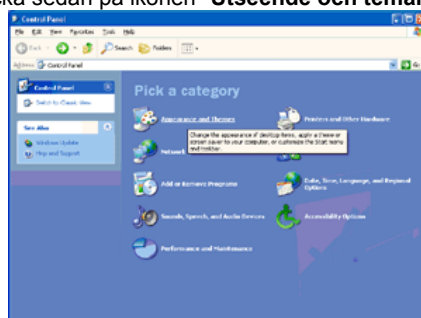 ka sedan på ikonen "Utseende och teman
Control Panel
File Edit View Favorites Tools Help
Back Search Folders
Address Control Panel Go
Control Panel
Switch to Classic View
See Also
Windows Update
Help and Support
Pick a category
Appearance and Themes
Printers and Other Hardware
Change the appearance of desktop items, apply a theme or
screen saver to your computer, or customize the Start menu
and taskbar.
Network
Add or Remove Programs
Date, Time, Language, and Regional
Options
Sounds, Speech, and Audio Devices
Accessibility Options
Performance and Maintenance